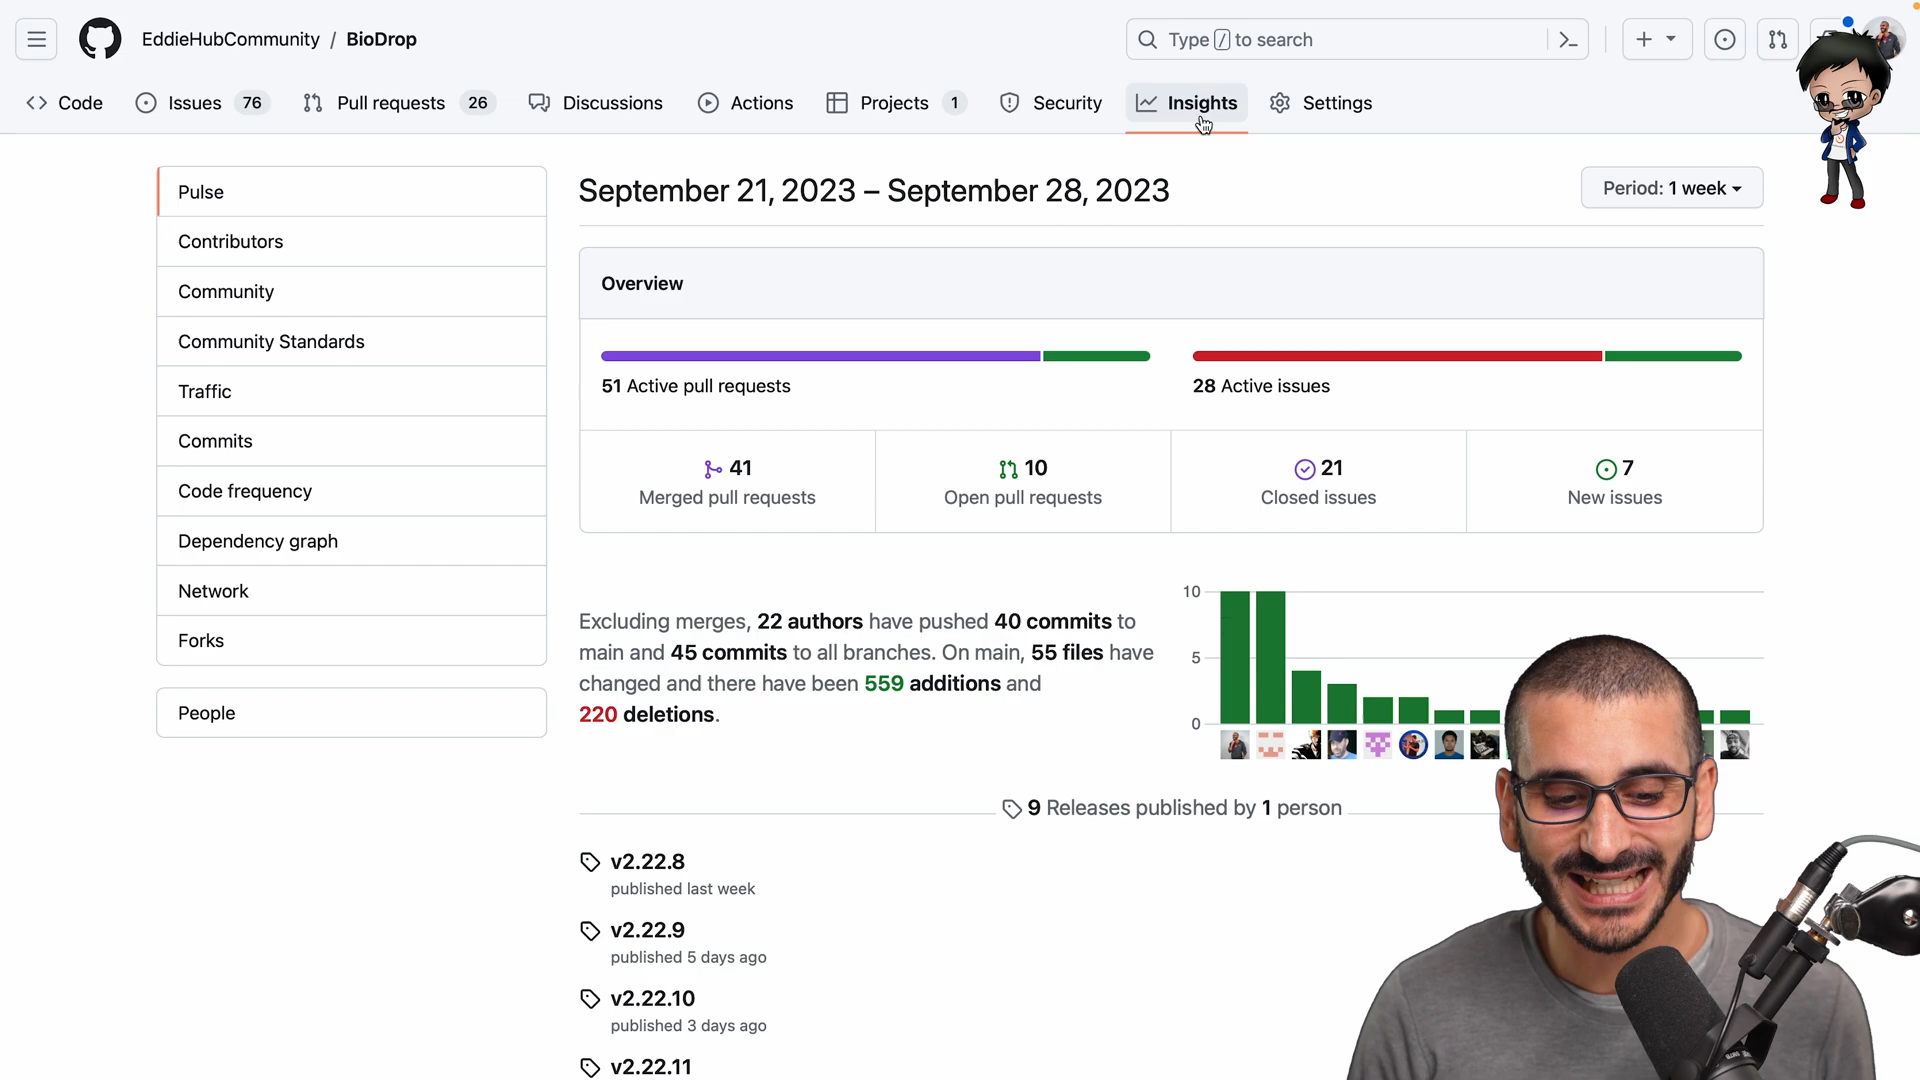 EddieHubCommunity / BioDrop
Type / to search
Code
Issues 76
Pull requests 26
Discussions
Actions
Projects 1
Security
Insights
Settings
Pulse
Contributors
Community
Community Standards
Traffic
Commits
Code frequency
Dependency graph
Network
Forks
People
September 21, 2023 – September 28, 2023
Period: 1 week
Overview
51 Active pull requests
28 Active issues
41
Merged pull requests
10
Open pull requests
21
Closed issues
7
New issues
Excluding merges, 22 authors have pushed 40 commits to
main and 45 commits to all branches. On main, 55 files have
changed and there have been 559 additions and
220 deletions.
10
5
0
9 Releases published by 1 person
v2.22.8
published last week
v2.22.9
published 5 days ago
v2.22.10
published 3 days ago
v2.22.11